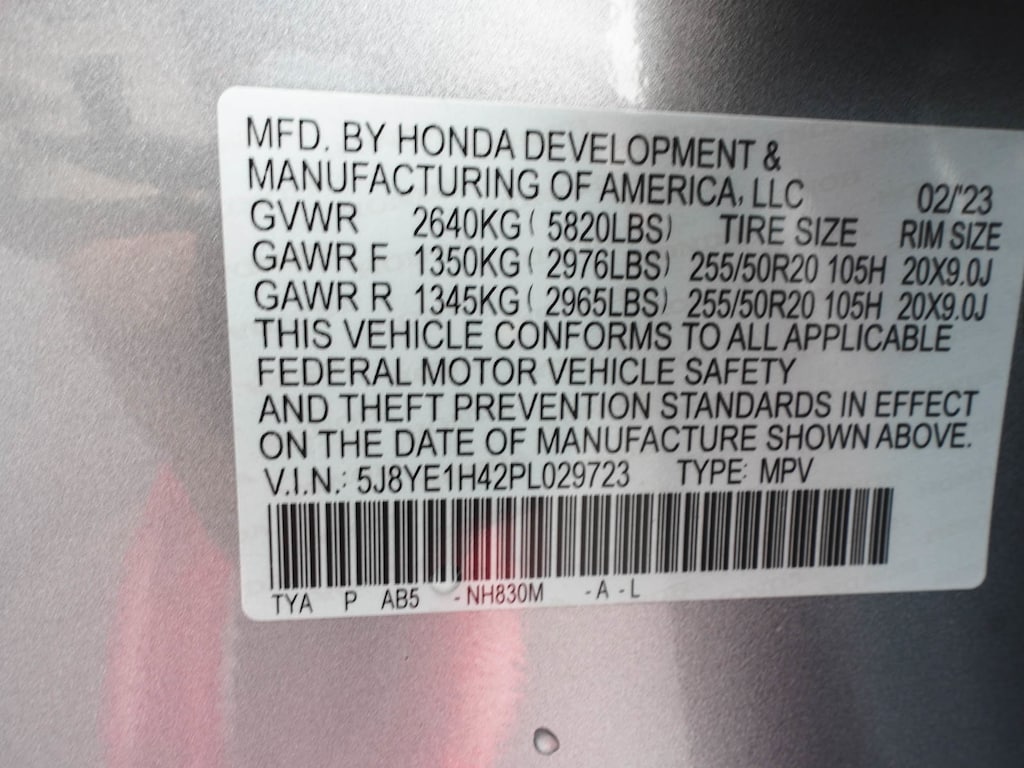 MFD. BY HONDA DEVELOPMENT &
MANUFACTURING OF AMERICA, LLC 02/'23
GVWR 2640KG ( 5820LBS) TIRE SIZE RIM SIZE
GAWR F 1350KG ( 2976LBS) 255/50R20 105H 20X9.0J
GAWR R 1345KG ( 2965LBS) 255/50R20 105H 20X9.0J
THIS VEHICLE CONFORMS TO ALL APPLICABLE
FEDERAL MOTOR VEHICLE SAFETY
AND THEFT PREVENTION STANDARDS IN EFFECT
ON THE DATE OF MANUFACTURE SHOWN ABOVE.
V.I.N.: 5J8YE1H42PL029723 TYPE: MPV
TYA P AB5 - NH830M - A - L